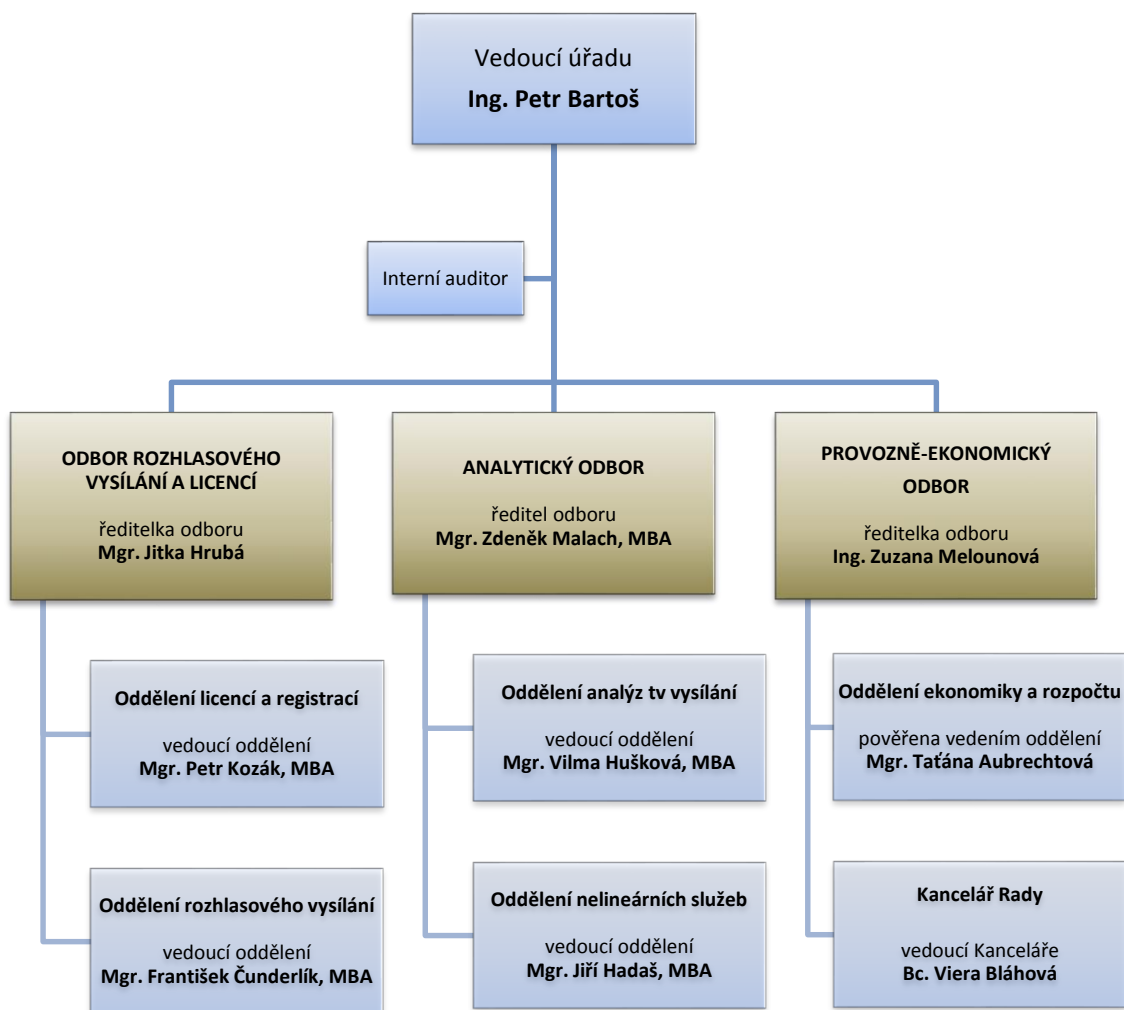 Vedoucí úřadu
Ing. Petr Bartoš
Interní auditor
ODBOR ROZHLASOVÉHO
VYSÍLÁNÍ A LICENCÍ
ředitelka odboru
Mgr. Jitka Hrubá
ANALYTICKÝ ODBOR
ředitel odboru
Mgr. Zdeněk Malach, MBA
PROVOZNĚ-EKONOMICKÝ
ODBOR
ředitelka odboru
Ing. Zuzana Melounová
Oddělení licencí a registrací
vedoucí oddělení
Mgr. Petr Kozák, MBA
Oddělení analýz tv vysílání
vedoucí oddělení
Mgr. Vilma Hušková, MBA
Oddělení ekonomiky a rozpočtu
pověřena vedením oddělení
Mgr. Taťána Aubrechtová
Oddělení rozhlasového vysílání
vedoucí oddělení
Mgr. František Čunderlík, MBA
Oddělení nelineárních služeb
vedoucí oddělení
Mgr. Jiří Hadaš, MBA
Kancelář Rady
vedoucí Kanceláře
Bc. Viera Bláhová